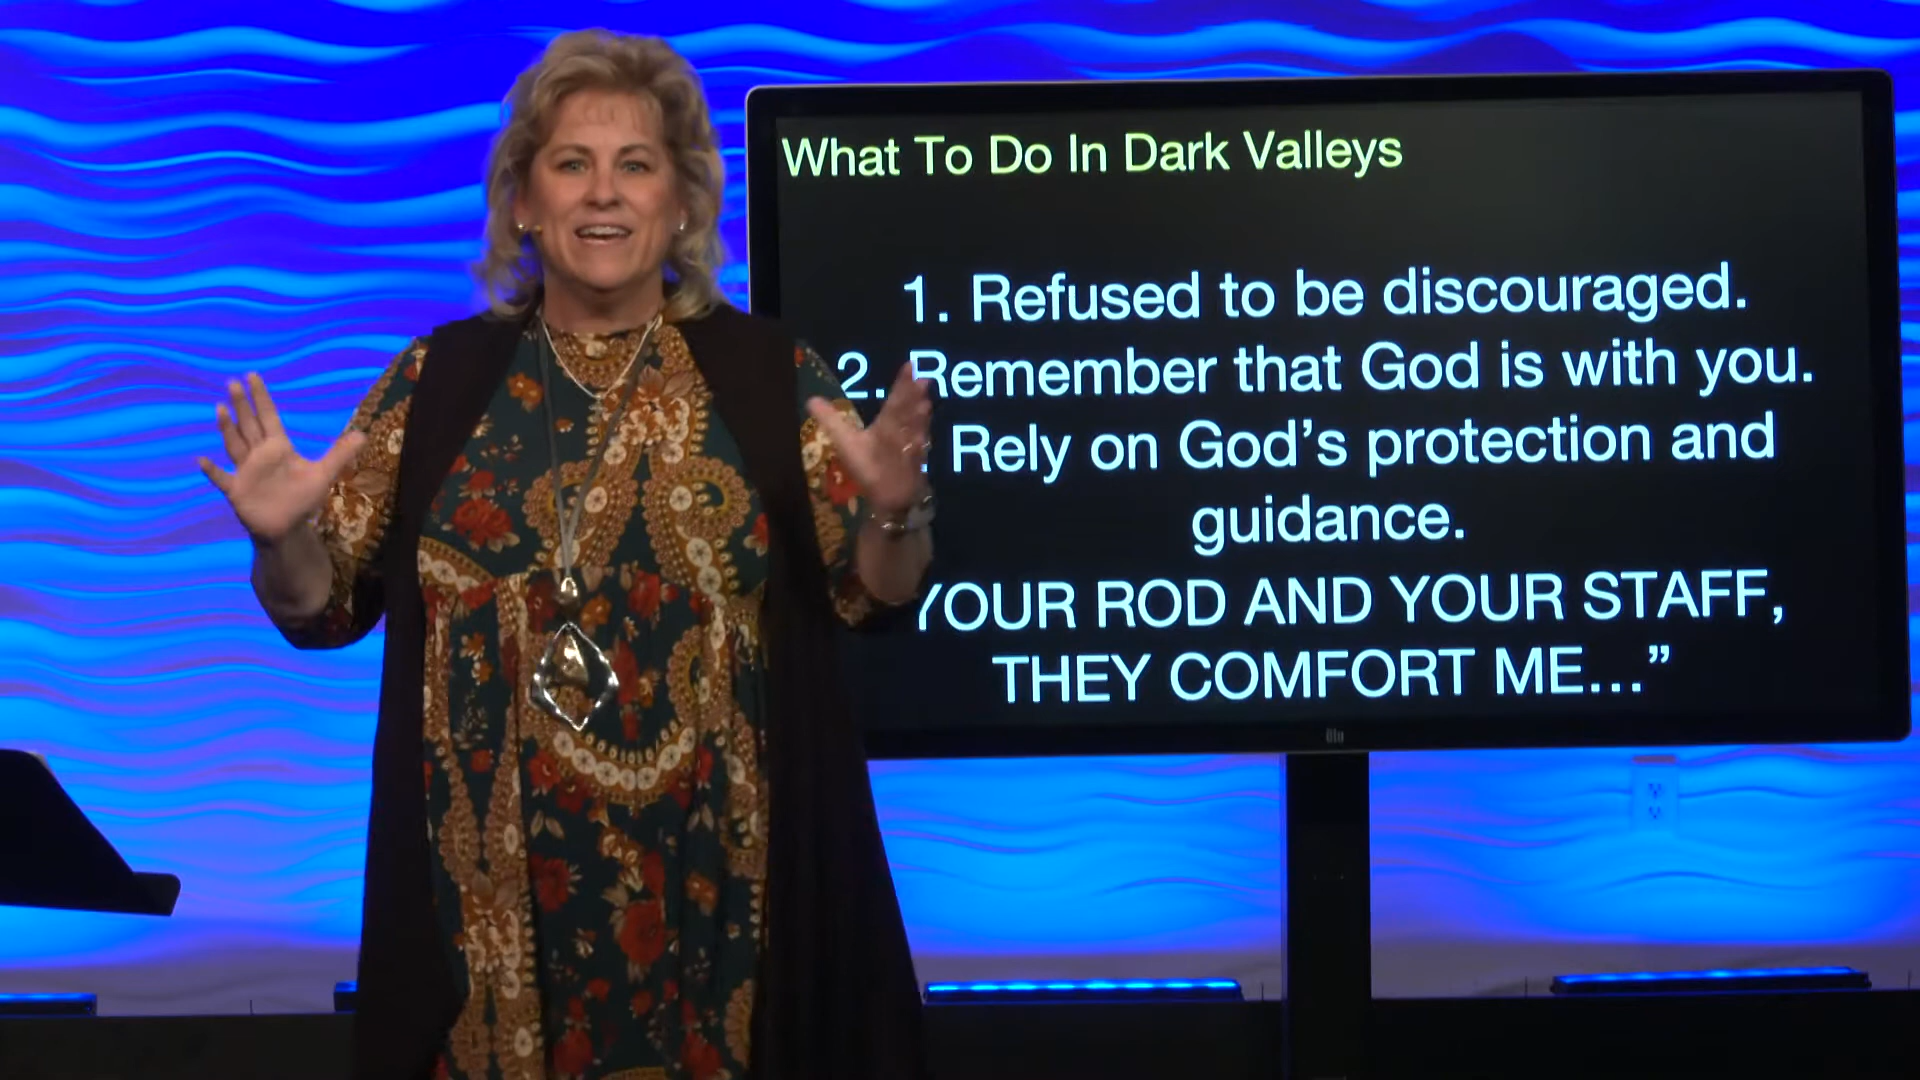 What To Do In Dark Valleys
1. Refused to be discouraged.
2. Remember that God is with you.
. Rely on God’s protection and
guidance.
YOUR ROD AND YOUR STAFF,
THEY COMFORT ME…”
elo